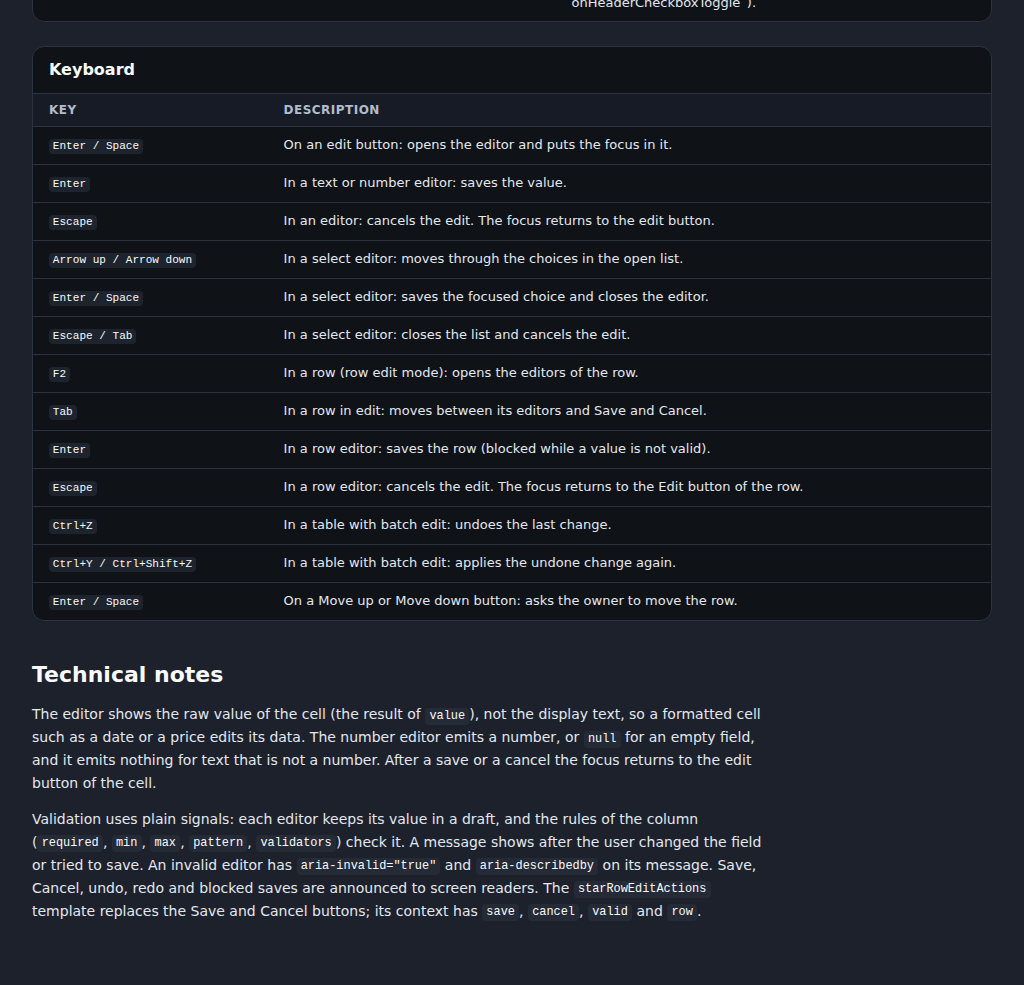 onHeaderCheckboxToggle`).
Keyboard
KEY DESCRIPTION
Enter / Space On an edit button: opens the editor and puts the focus in it.
Enter In a text or number editor: saves the value.
Escape In an editor: cancels the edit. The focus returns to the edit button.
Arrow up / Arrow down In a select editor: moves through the choices in the open list.
Enter / Space In a select editor: saves the focused choice and closes the editor.
Escape / Tab In a select editor: closes the list and cancels the edit.
F2 In a row (row edit mode): opens the editors of the row.
Tab In a row in edit: moves between its editors and Save and Cancel.
Enter In a row editor: saves the row (blocked while a value is not valid).
Escape In a row editor: cancels the edit. The focus returns to the Edit button of the row.
Ctrl+Z In a table with batch edit: undoes the last change.
Ctrl+Y / Ctrl+Shift+Z In a table with batch edit: applies the undone change again.
Enter / Space On a Move up or Move down button: asks the owner to move the row.
Technical notes
The editor shows the raw value of the cell (the result of value), not the display text, so a formatted cell
such as a date or a price edits its data. The number editor emits a number, or null for an empty field,
and it emits nothing for text that is not a number. After a save or a cancel the focus returns to the edit
button of the cell.
Validation uses plain signals: each editor keeps its value in a draft, and the rules of the column
(required, min, max, pattern, validators) check it. A message shows after the user changed the field
or tried to save. An invalid editor has aria-invalid="true" and aria-describedby on its message. Save,
Cancel, undo, redo and blocked saves are announced to screen readers. The starRowEditActions
template replaces the Save and Cancel buttons; its context has save, cancel, valid and row.